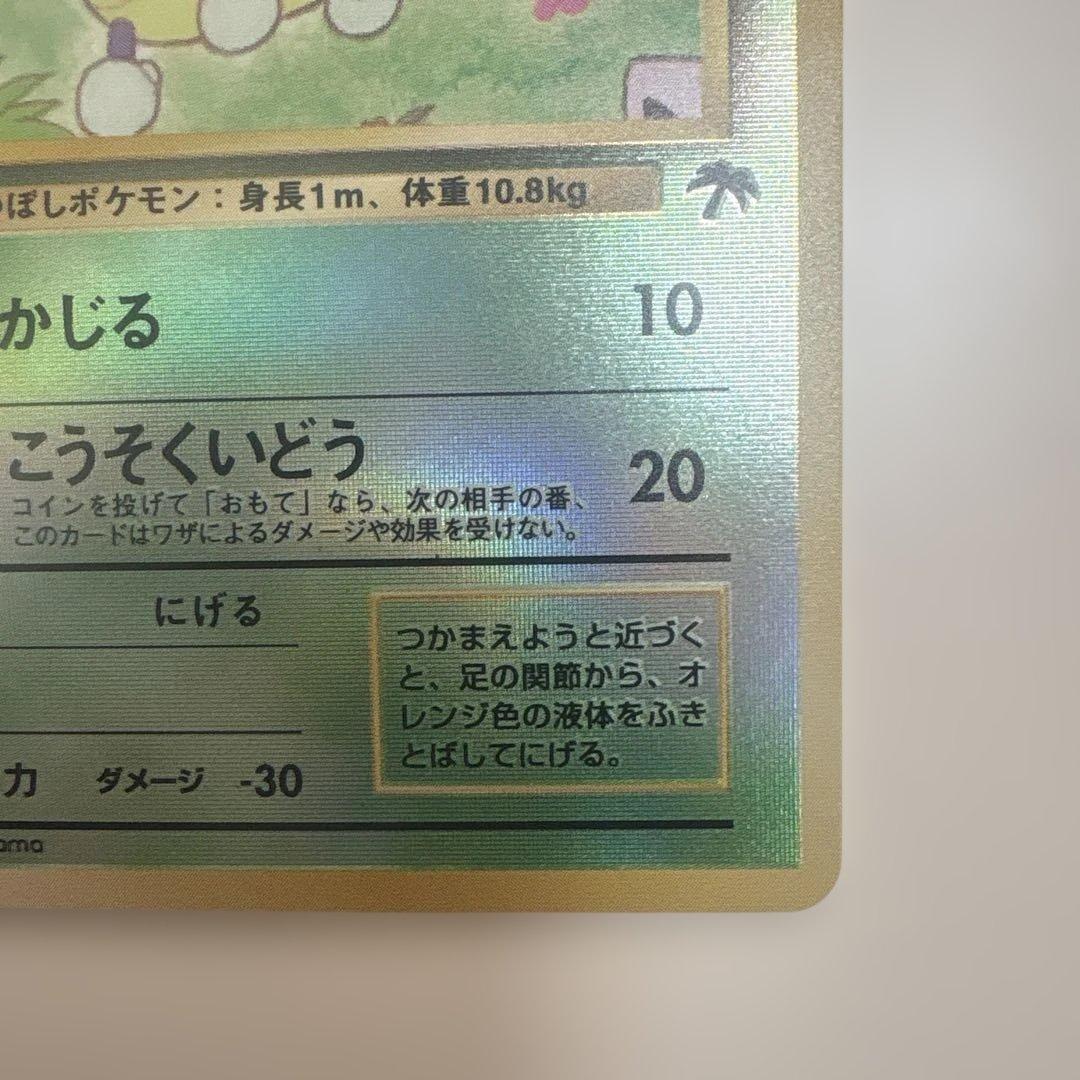 ぼしポケモン：身長1m、体重10.8kg
かじる 10
こうそくいどう 20
コインを投げて「おもて」なら、次の相手の番、
このカードはワザによるダメージや効果を受けない。
にげる
つかまえようと近づく
と、足の関節から、オ
レンジ色の液体をふき
とばしてにげる。
力 ダメージ -30
ama